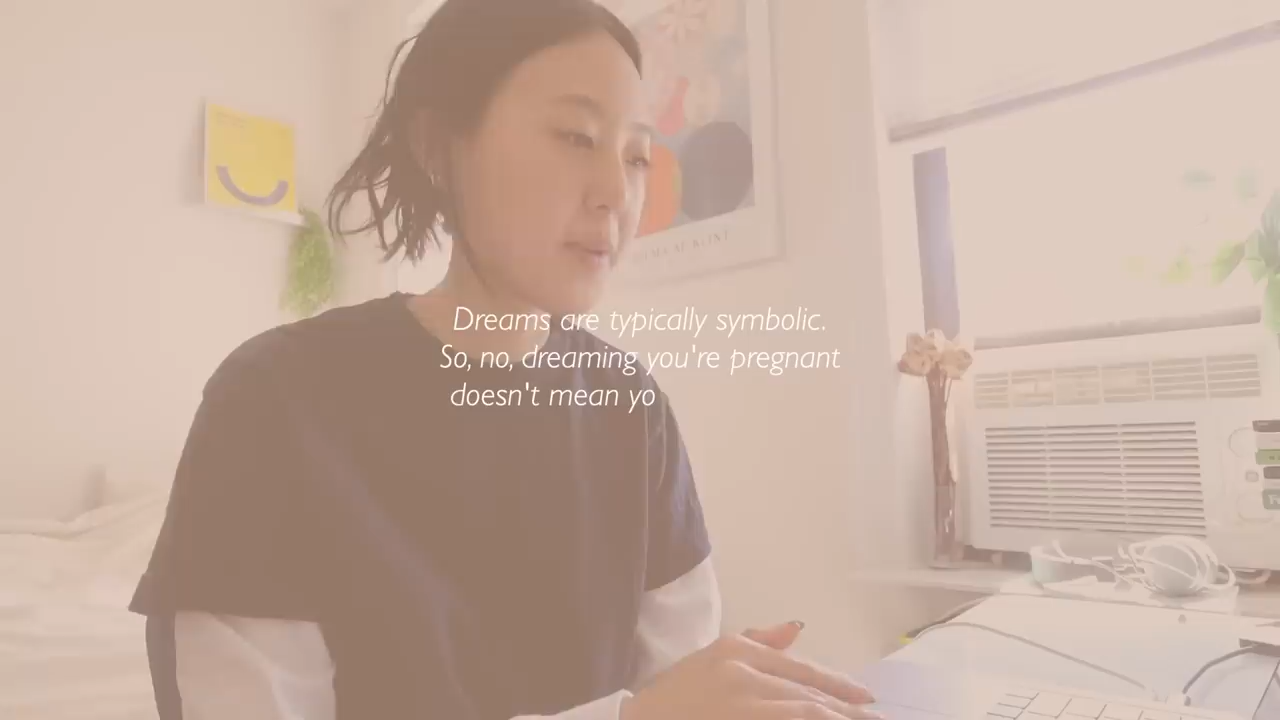 Dreams are typically symbolic.
So, no, dreaming you're pregnant
doesn't mean yo